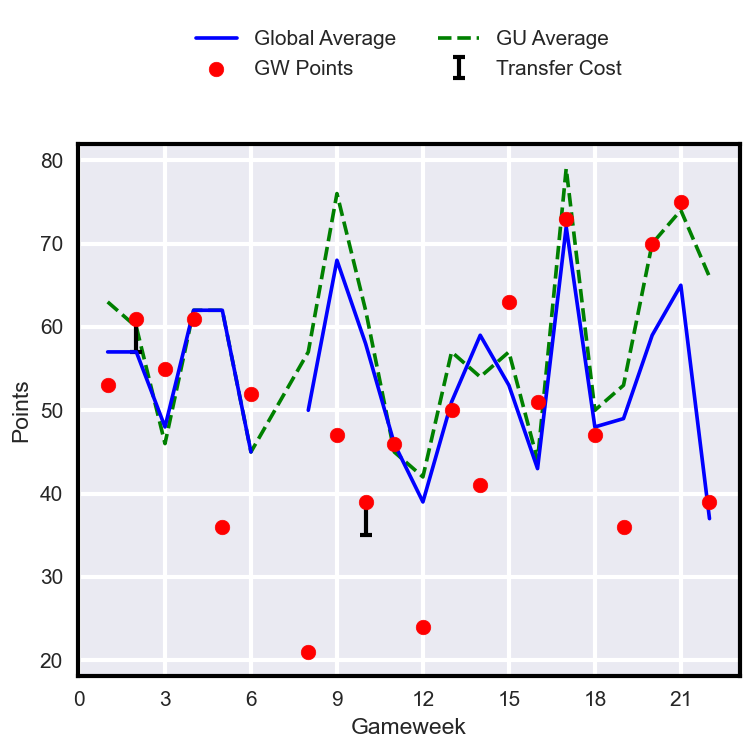 Global Average
GU Average
GW Points
Transfer Cost
80
70
60
50
40
30
20
Points
0 3 6 9 12 15 18 21
Gameweek